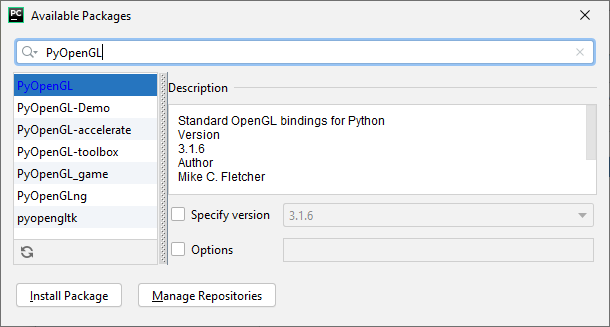 PC
Available Packages
PyOpenGL
PyOpenGL
PyOpenGL-Demo
PyOpenGL-accelerate
PyOpenGL-toolbox
PyOpenGL_game
PyOpenGLng
pyopengltk
Description
Standard OpenGL bindings for Python
Version
3.1.6
Author
Mike C. Fletcher
Specify version
3.1.6
Options
Install Package
Manage Repositories